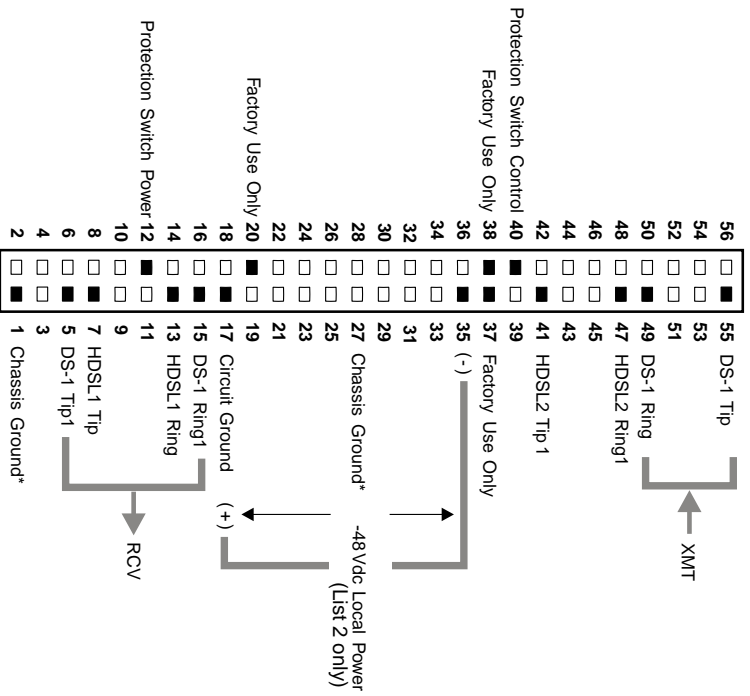 56 55 DS-1 Tip
54 53
XMT
52 51
50 49 DS-1 Ring
48 47 HDSL2 Ring1
46 45
44 43
42 41 HDSL2 Tip1
Protection Switch Control 40 39
Factory Use Only 38 37 Factory Use Only
36 35 (-)
34 33
32 31
30 29
28 27 Chassis Ground*
-48 Vdc Local Power
(List 2 only)
26 25
24 23
22 21
Factory Use Only 20 19
18 17 Circuit Ground (+)
16 15 DS-1 Ring1
14 13 HDSL1 Ring
Protection Switch Power 12 11
RCV
10 9
8 7 HDSL1 Tip
6 5 DS-1 Tip1
4 3
2 1 Chassis Ground*